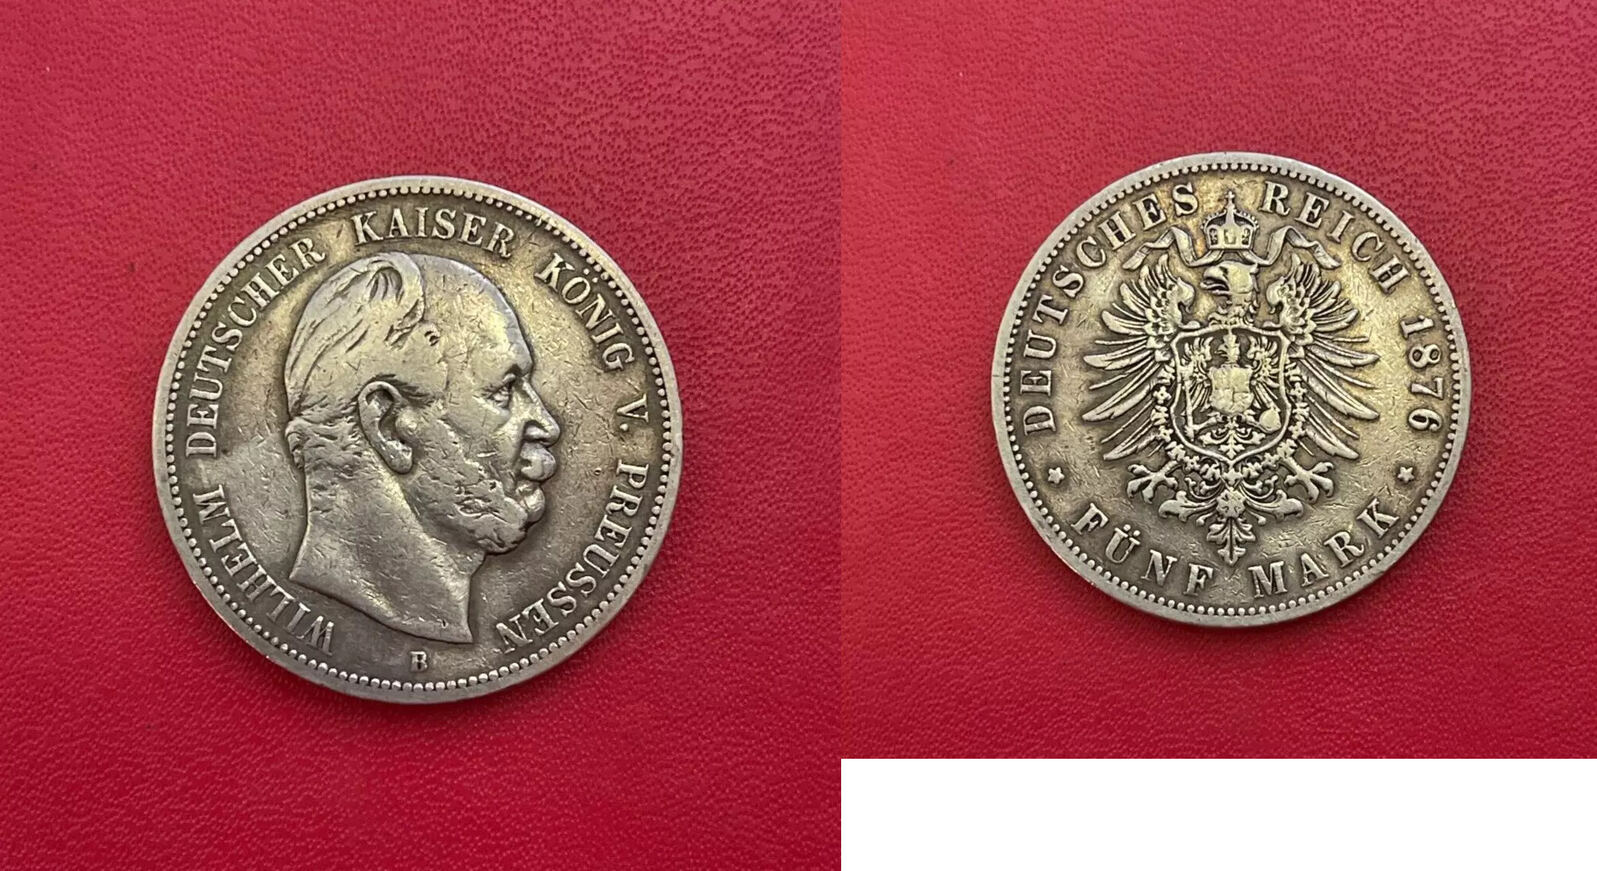 WILHELM DEUTSCHER KAISER KÖNIG V. PREUSSEN
B
DEUTSCHES REICH 1876
FÜNF MARK